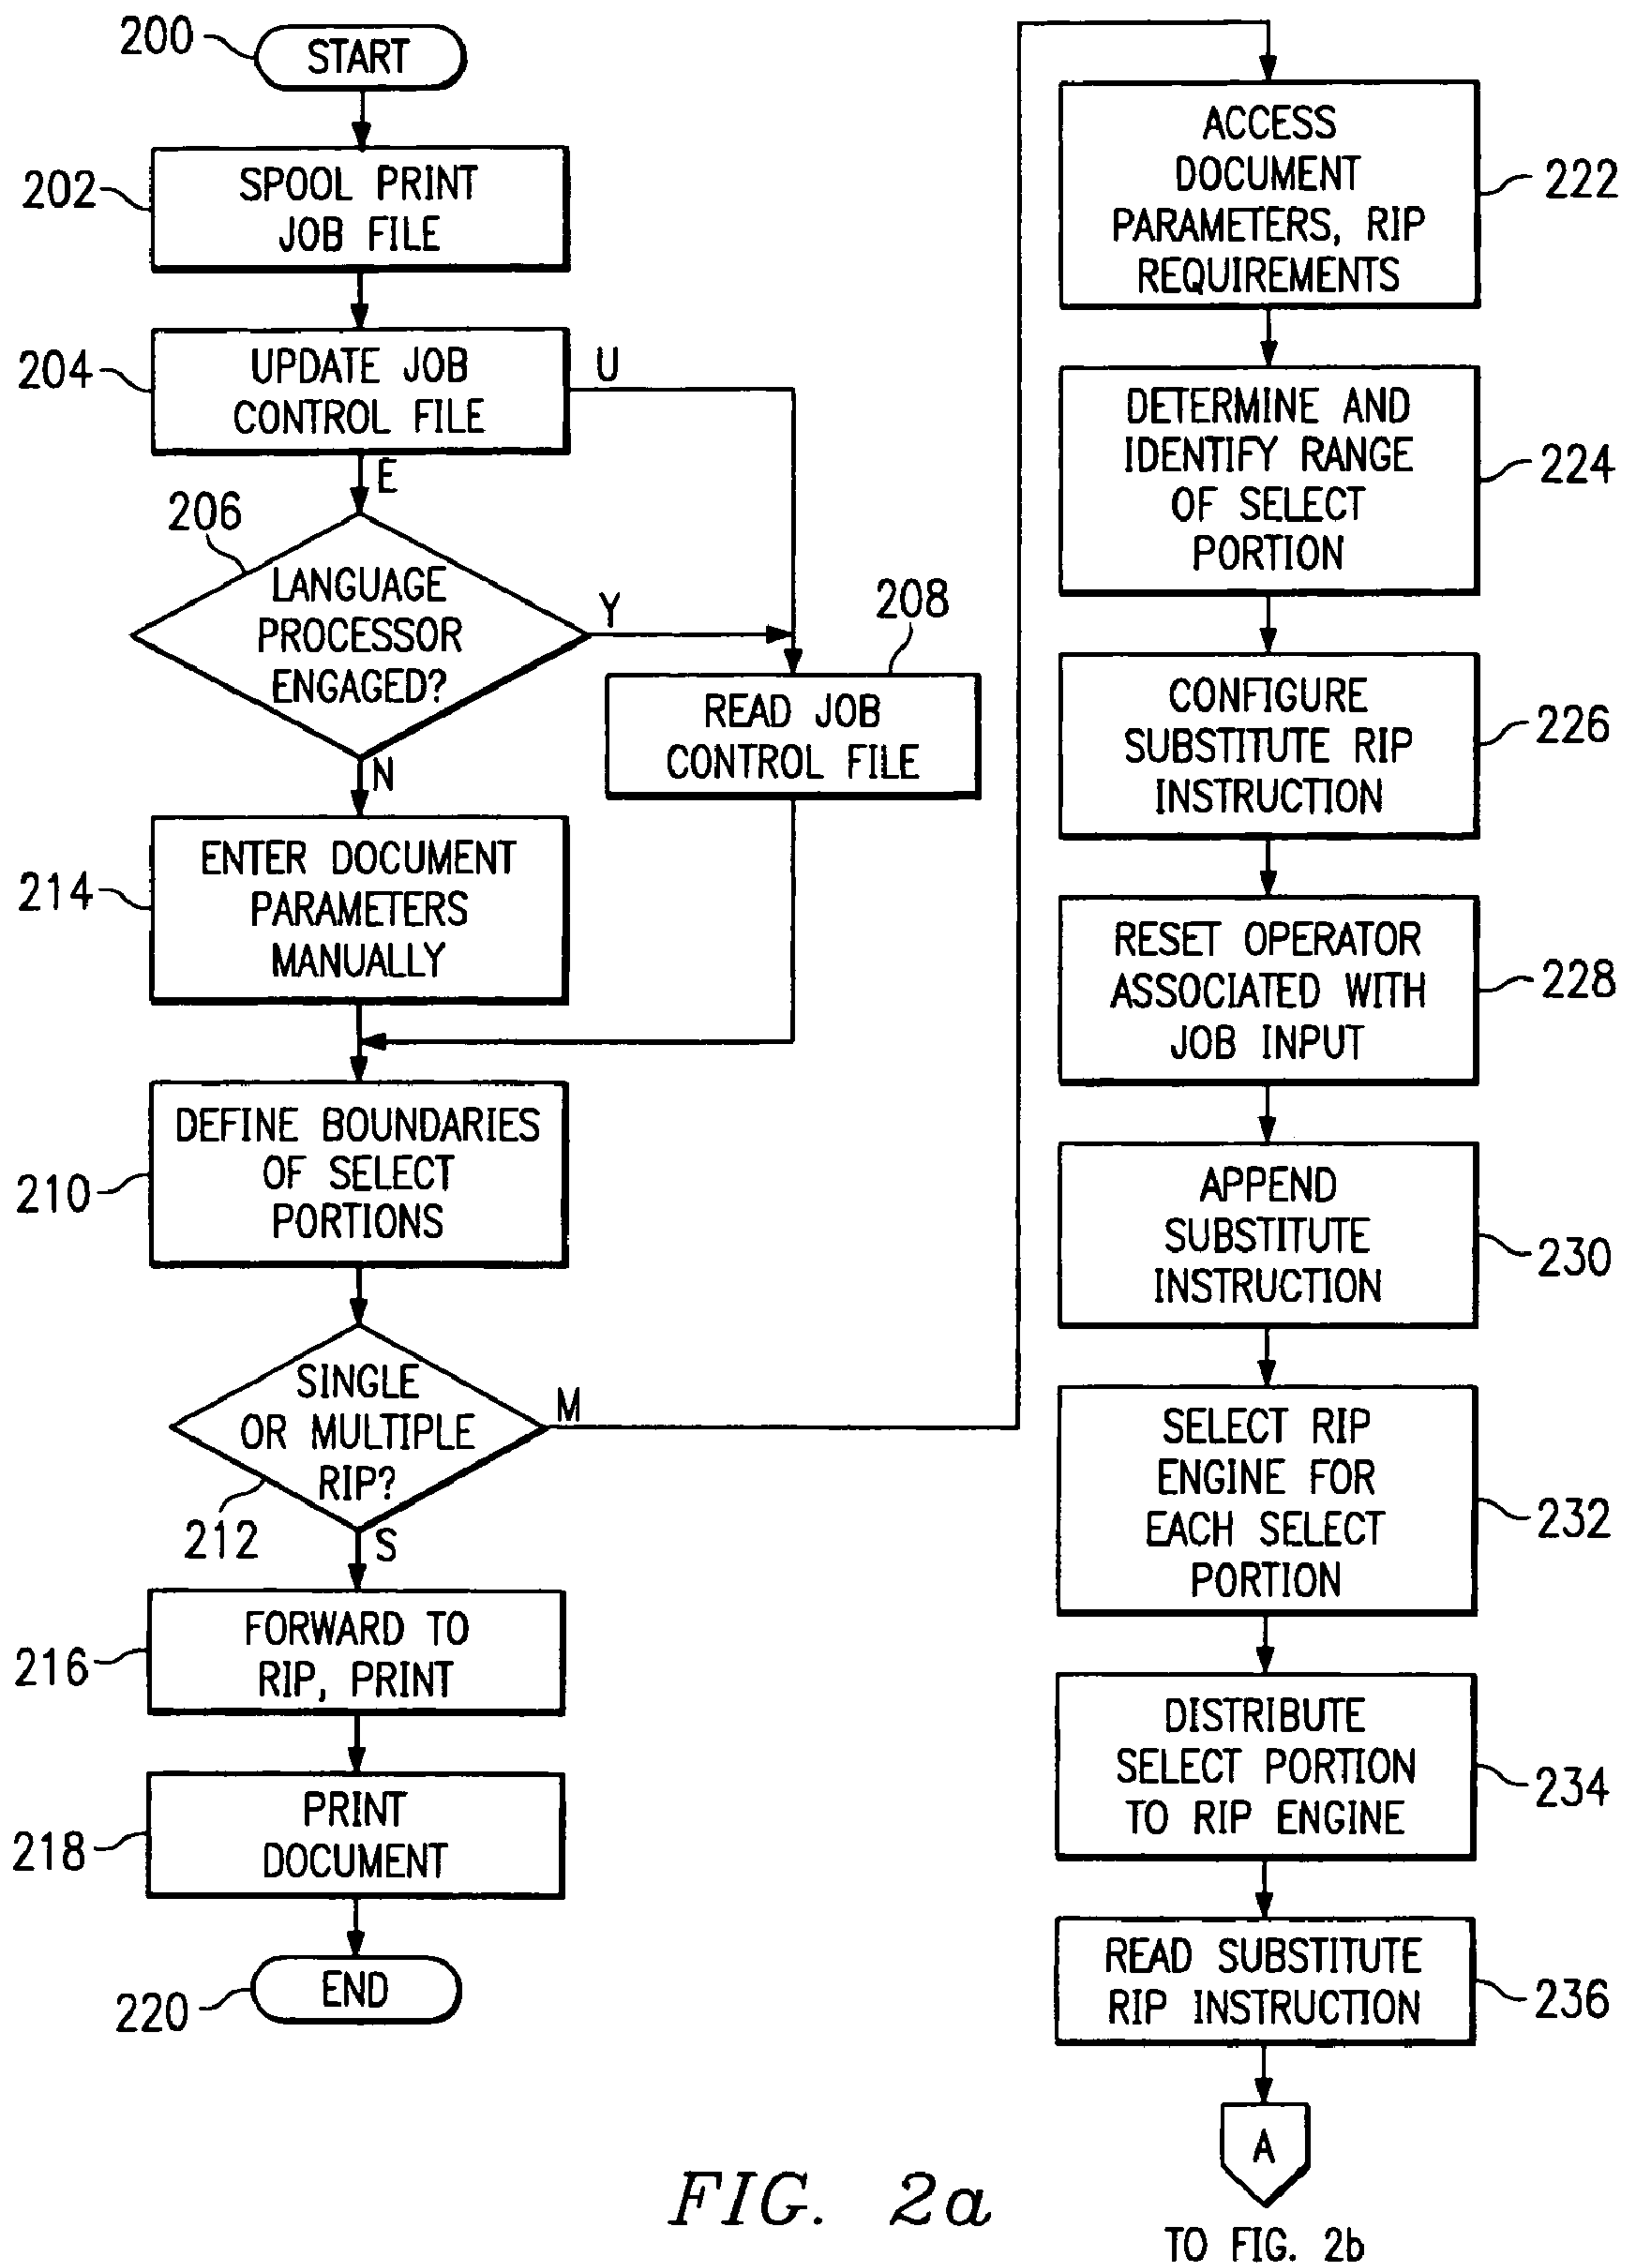 200
START
202
SPOOL PRINT
JOB FILE
204
UPDATE JOB
CONTROL FILE
U
E
206
LANGUAGE
PROCESSOR
ENGAGED?
Y
N
208
READ JOB
CONTROL FILE
214
ENTER DOCUMENT
PARAMETERS
MANUALLY
210
DEFINE BOUNDARIES
OF SELECT
PORTIONS
SINGLE
OR MULTIPLE
RIP?
M
212
S
216
FORWARD TO
RIP, PRINT
218
PRINT
DOCUMENT
220
END
ACCESS
DOCUMENT
PARAMETERS, RIP
REQUIREMENTS
222
DETERMINE AND
IDENTIFY RANGE
OF SELECT
PORTION
224
CONFIGURE
SUBSTITUTE RIP
INSTRUCTION
226
RESET OPERATOR
ASSOCIATED WITH
JOB INPUT
228
APPEND
SUBSTITUTE
INSTRUCTION
230
SELECT RIP
ENGINE FOR
EACH SELECT
PORTION
232
DISTRIBUTE
SELECT PORTION
TO RIP ENGINE
234
READ SUBSTITUTE
RIP INSTRUCTION
236
A
TO FIG. 2b
FIG. 2a